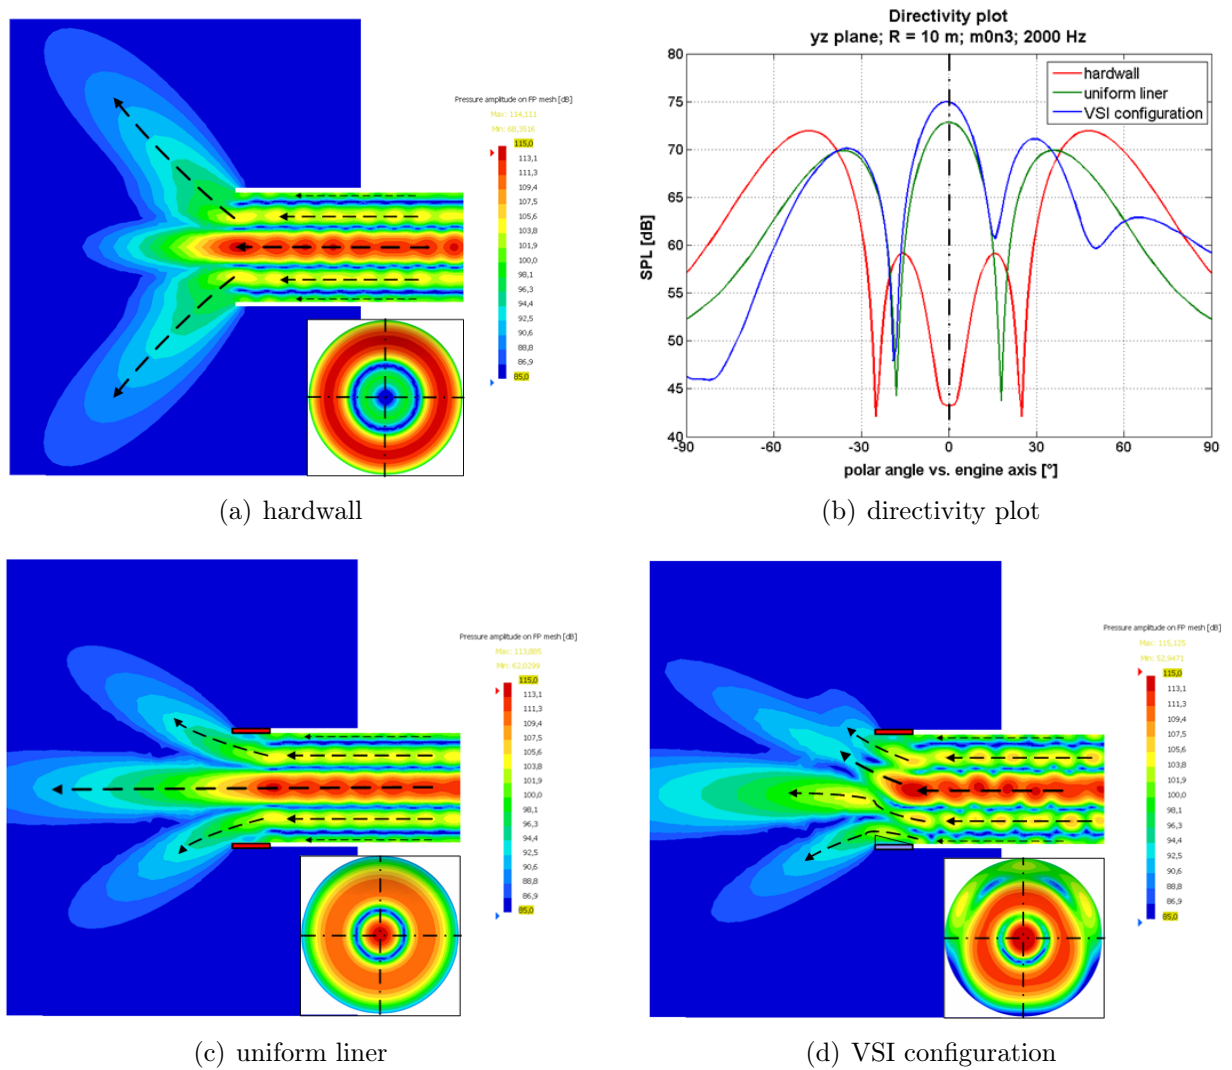 Pressure amplitude on FP mesh [dB]
Max: 114,111
Min: 68,3516
115,0
113,1
111,3
109,4
107,5
105,6
103,8
101,9
100,0
98,1
96,3
94,4
92,5
90,6
88,8
86,9
85,0
(a) hardwall
Directivity plot
yz plane; R = 10 m; m0n3; 2000 Hz
hardwall
uniform liner
VSI configuration
SPL [dB]
80
75
70
65
60
55
50
45
40
-90 -60 -30 0 30 60 90
polar angle vs. engine axis [°]
(b) directivity plot
Pressure amplitude on FP mesh [dB]
Max: 113,885
Min: 62,0299
115,0
113,1
111,3
109,4
107,5
105,6
103,8
101,9
100,0
98,1
96,3
94,4
92,5
90,6
88,8
86,9
85,0
(c) uniform liner
Pressure amplitude on FP mesh [dB]
Max: 115,125
Min: 52,9471
115,0
113,1
111,3
109,4
107,5
105,6
103,8
101,9
100,0
98,1
96,3
94,4
92,5
90,6
88,8
86,9
85,0
(d) VSI configuration